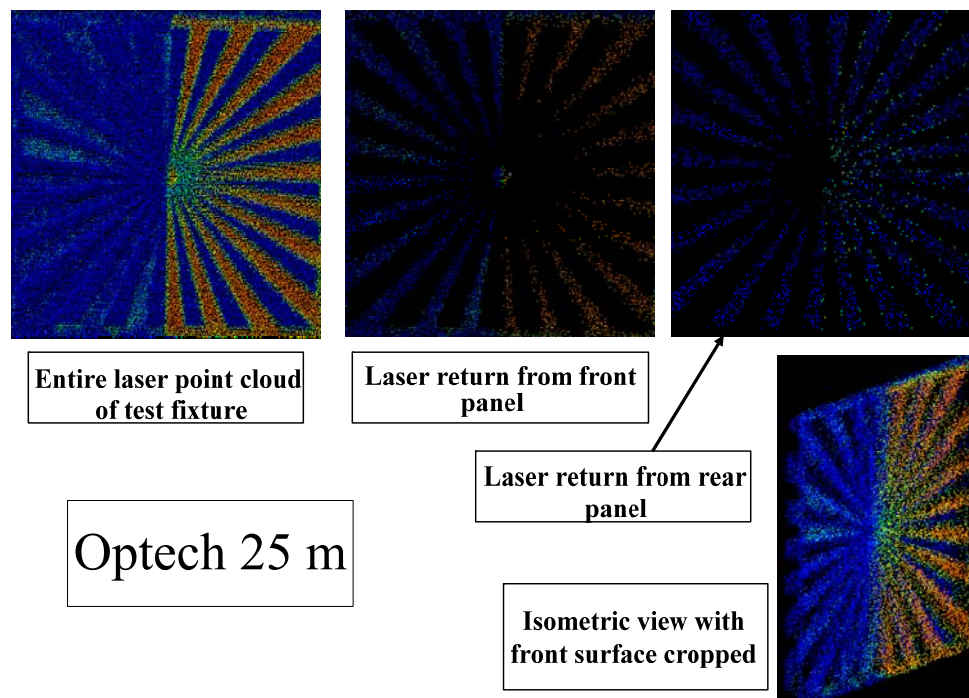 Entire laser point cloud
of test fixture
Laser return from front
panel
Laser return from rear
panel
Optech 25 m
Isometric view with
front surface cropped